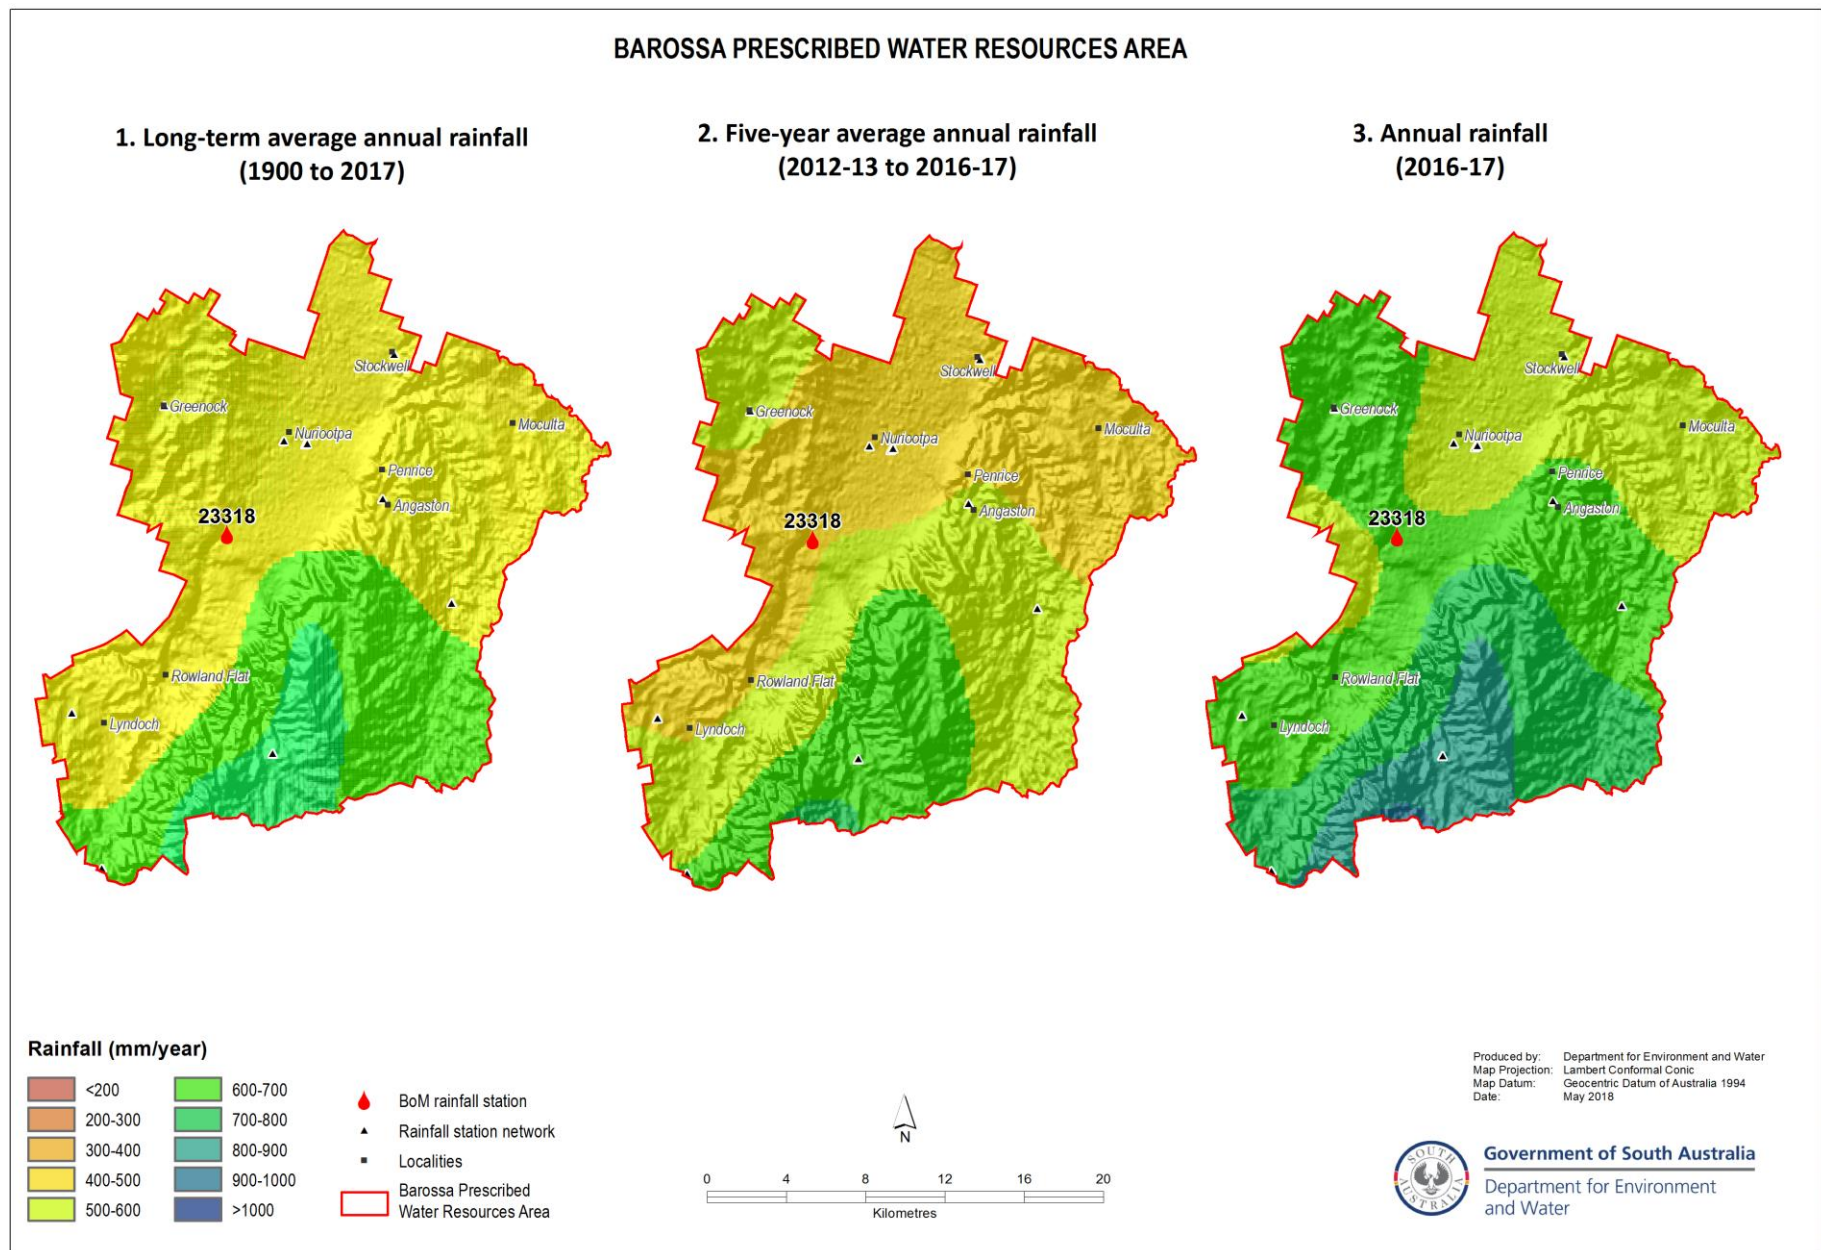 BAROSSA PRESCRIBED WATER RESOURCES AREA
1. Long-term average annual rainfall
(1900 to 2017)
2. Five-year average annual rainfall
(2012-13 to 2016-17)
3. Annual rainfall
(2016-17)
Stockwell
Greenock
Nuriootpa
Moculta
Penrice
Angaston
23318
Rowland Flat
Lyndoch
Stockwell
Greenock
Nuriootpa
Moculta
Penrice
Angaston
23318
Rowland Flat
Lyndoch
Stockwell
Greenock
Nuriootpa
Moculta
Penrice
Angaston
23318
Rowland Flat
Lyndoch
Rainfall (mm/year)
<200
200-300
300-400
400-500
500-600
600-700
700-800
800-900
900-1000
>1000
BoM rainfall station
Rainfall station network
Localities
Barossa Prescribed
Water Resources Area
N
0 4 8 12 16 20
Kilometres
Produced by: Department for Environment and Water
Map Projection: Lambert Conformal Conic
Map Datum: Geocentric Datum of Australia 1994
Date: May 2018
SOUTH
AUSTRALIA
Government of South Australia
Department for Environment
and Water